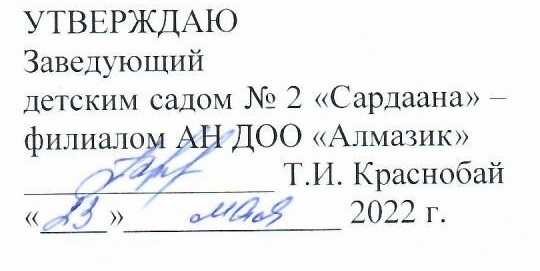 УТВЕРЖДАЮ
Заведующий
детским садом № 2 «Сардаана» –
филиалом АН ДОО «Алмазик»
Т.И. Краснобай
«23» мая 2022 г.